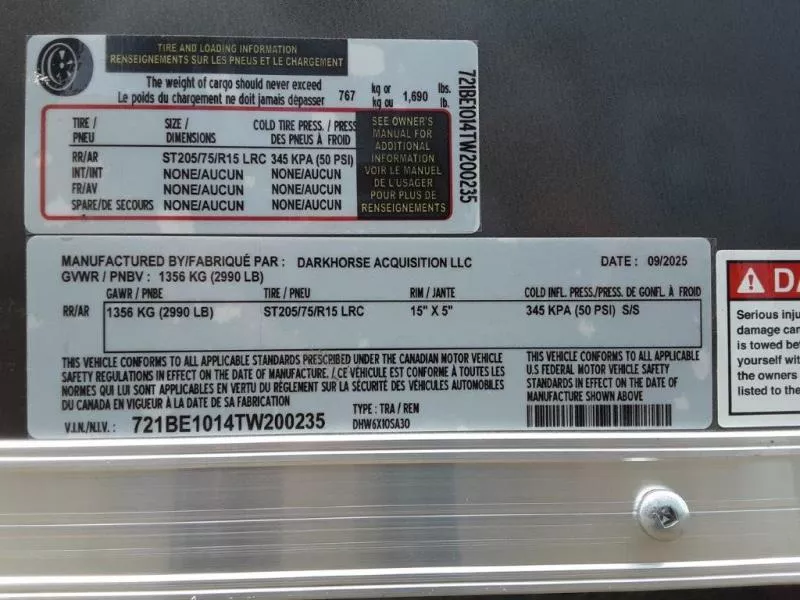 TIRE AND LOADING INFORMATION
RENSEIGNEMENTS SUR LES PNEUS ET LE CHARGEMENT
The weight of cargo should never exceed 767 kg or 1,690 lbs.
Le poids du chargement ne doit jamais dépasser kg ou lb.
TIRE / SIZE / COLD TIRE PRESS. / PRESS
PNEU DIMENSIONS DES PNEUS À FROID
RR/AR ST205/75/R15 LRC 345 KPA (50 PSI)
INT/INT NONE/AUCUN NONE/AUCUN
FR/AV NONE/AUCUN NONE/AUCUN
SPARE/DE SECOURS NONE/AUCUN NONE/AUCUN
SEE OWNER'S
MANUAL FOR
ADDITIONAL
INFORMATION
VOIR LE MANUEL
DE L'USAGER
POUR PLUS DE
RENSEIGNEMENTS
721BE1014TW200235
MANUFACTURED BY/FABRIQUÉ PAR : DARKHORSE ACQUISITION LLC DATE : 09/2025
GVWR / PNBV : 1356 KG (2990 LB)
GAWR / PNBE TIRE / PNEU RIM / JANTE COLD INFL. PRESS/PRESS. DE GONFL À FROID
RR/AR 1356 KG (2990 LB) ST205/75/R15 LRC 15" X 5" 345 KPA (50 PSI) S/S
THIS VEHICLE CONFORMS TO ALL APPLICABLE STANDARDS PRESCRIBED UNDER THE CANADIAN MOTOR VEHICLE
SAFETY REGULATIONS IN EFFECT ON THE DATE OF MANUFACTURE. / CE VÉHICULE EST CONFORME À TOUTES LES
NORMES QUI LUI SONT APPLICABLES EN VERTU DU RÈGLEMENT SUR LA SÉCURITÉ DES VÉHICULES AUTOMOBILES
DU CANADA EN VIGUEUR À LA DATE DE SA FABRICATION
THIS VEHICLE CONFORMS TO ALL APPLICABLE
U.S FEDERAL MOTOR VEHICLE SAFETY
STANDARDS IN EFFECT ON THE DATE OF
MANUFACTURE SHOWN ABOVE
V.I.N./N.I.V. : 721BE1014TW200235
TYPE : TRA / REM
DHW6X10SA30
DA
Serious inju
damage can
is towed be
yourself wit
the owners
listed to the